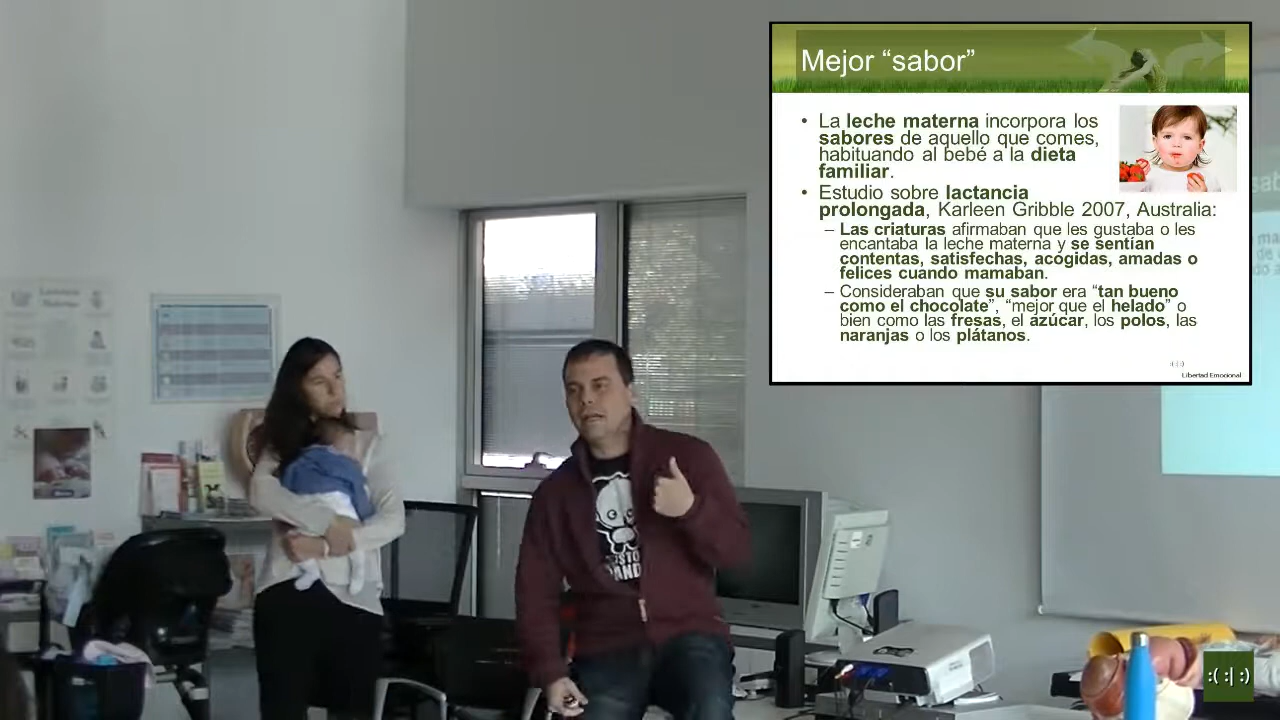 Mejor “sabor”
• La leche materna incorpora los
sabores de aquello que comes,
habituando al bebé a la dieta
familiar.
• Estudio sobre lactancia
prolongada, Karleen Gribble 2007, Australia:
– Las criaturas afirmaban que les gustaba o les
encantaba la leche materna y se sentían
contentas, satisfechas, acogidas, amadas o
felices cuando mamaban.
– Consideraban que su sabor era “tan bueno
como el chocolate”, “mejor que el helado” o
bien como las fresas, el azúcar, los polos, las
naranjas o los plátanos.
:(:|:)
Libertad Emocional
:( :| :)